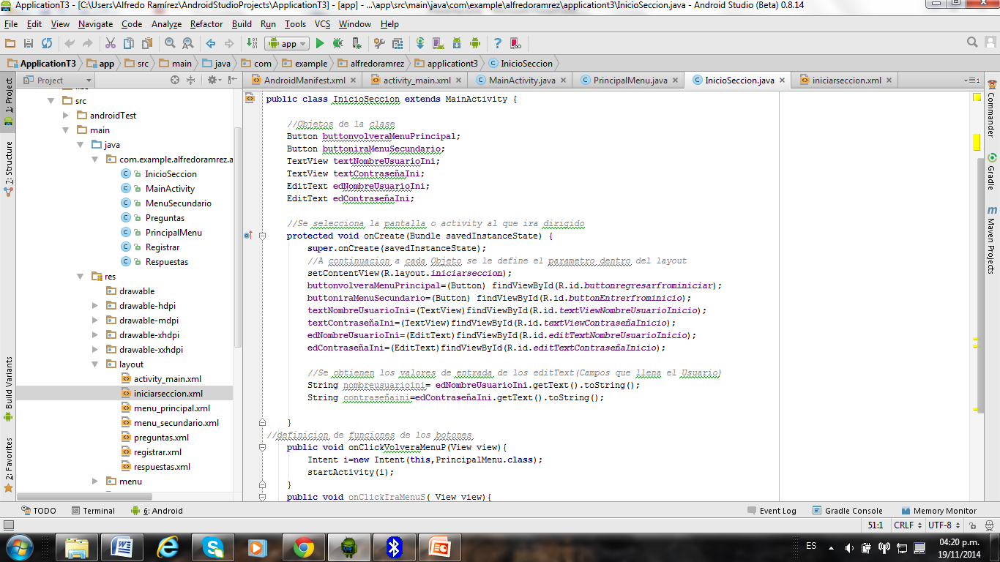 ApplicationT3 - [C:\Users\Alfredo Ramírez\AndroidStudioProjects\ApplicationT3] - [app] - ...\app\src\main\java\com\example\alfredoramrez\applicationt3\InicioSeccion.java - Android Studio (Beta) 0.8.14
File Edit View Navigate Code Analyze Refactor Build Run Tools VCS Window Help
app
ApplicationT3 app src main java com example alfredoramrez applicationt3 InicioSeccion
Project
AndroidManifest.xml activity_main.xml MainActivity.java PrincipalMenu.java InicioSeccion.java iniciarseccion.xml
1: Project
7: Structure
Build Variants
2: Favorites
src
androidTest
main
java
com.example.alfredoramrez.a
InicioSeccion
MainActivity
MenuSecundario
Preguntas
PrincipalMenu
Registrar
Respuestas
res
drawable
drawable-hdpi
drawable-mdpi
drawable-xhdpi
drawable-xxhdpi
layout
activity_main.xml
iniciarseccion.xml
menu_principal.xml
menu_secundario.xml
preguntas.xml
registrar.xml
respuestas.xml
menu
public class InicioSeccion extends MainActivity {
//Objetos de la clase
Button buttonvolveraMenuPrincipal;
Button buttoniraMenuSecundario;
TextView textNombreUsuarioIni;
TextView textContraseñaIni;
EditText edNombreUsuarioIni;
EditText edContraseñaIni;
//Se selecciona la pantalla o activity al que ira dirigido
protected void onCreate(Bundle savedInstanceState) {
super.onCreate(savedInstanceState);
//A continuacion a cada Objeto se le define el parametro dentro del layout
setContentView(R.layout.iniciarseccion);
buttonvolveraMenuPrincipal=(Button) findViewById(R.id.buttonregresarfrominiciar);
buttoniraMenuSecundario=(Button) findViewById(R.id.buttonEntrerfrominicio);
textNombreUsuarioIni=(TextView)findViewById(R.id.textViewNombreUsuarioInicio);
textContraseñaIni=(TextView)findViewById(R.id.textViewContraseñaInicio);
edNombreUsuarioIni=(EditText)findViewById(R.id.editTextNombreUsuarioInicio);
edContraseñaIni=(EditText)findViewById(R.id.editTextContraseñaInicio);
//Se obtienen los valores de entrada de los editText(Campos que llena el Usuario)
String nombreusuarioini= edNombreUsuarioIni.getText().toString();
String contraseñaini=edContraseñaIni.getText().toString();
}
//definicion de funciones de los botones
public void onClickVolveraMenuP(View view){
Intent i=new Intent(this,PrincipalMenu.class);
startActivity(i);
}
public void onClickIraMenuS( View view){
1
Commander
Gradle
m
Maven Projects
TODO Terminal 6: Android Event Log Gradle Console Memory Monitor
51:1 CRLF UTF-8
ES 04:20 p.m.
19/11/2014